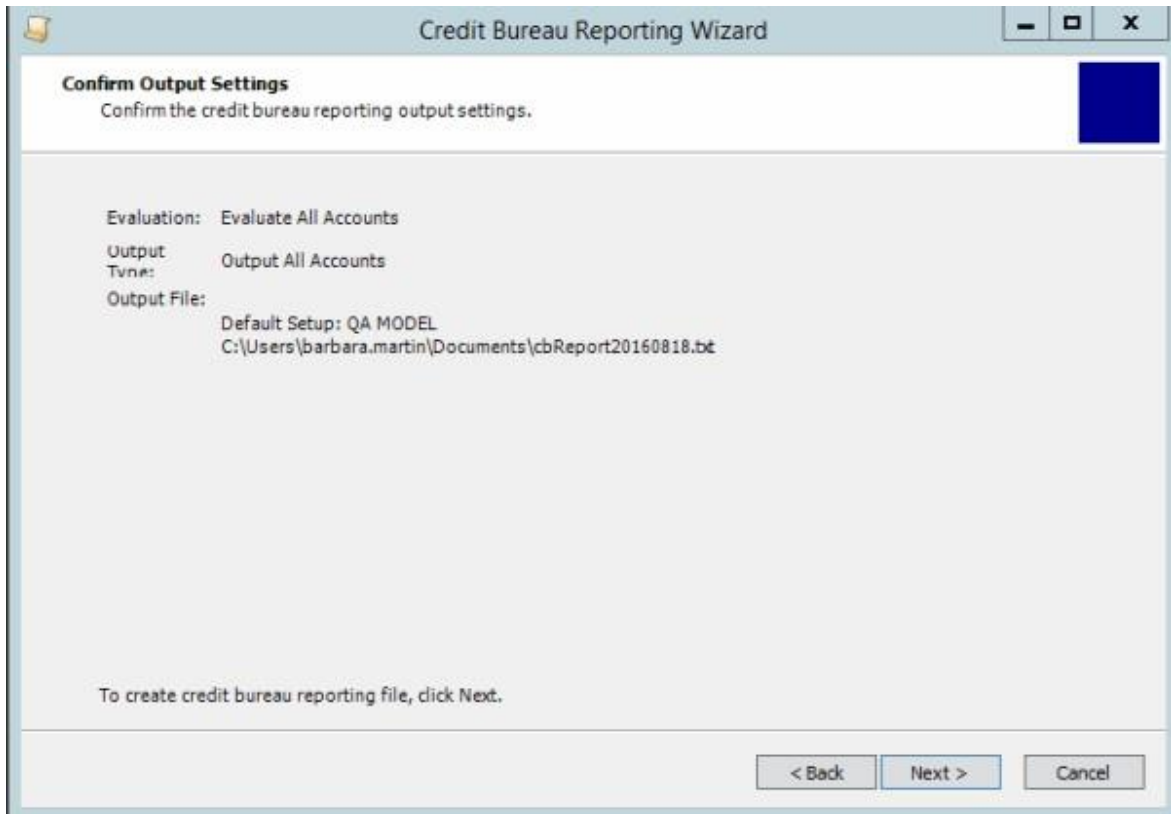 Credit Bureau Reporting Wizard
Confirm Output Settings
Confirm the credit bureau reporting output settings.
Evaluation: Evaluate All Accounts
Output
Type: Output All Accounts
Output File:
Default Setup: QA MODEL
C:\Users\barbara.martin\Documents\cbReport20160818.txt
To create credit bureau reporting file, click Next.
< Back Next > Cancel